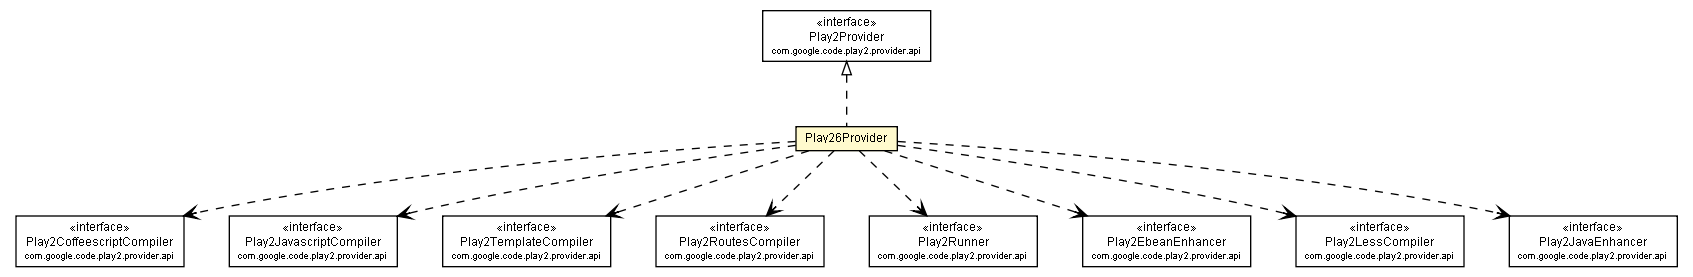 «interface»
Play2Provider
com.google.code.play2.provider.api
Play26Provider
«interface»
Play2CoffeescriptCompiler
com.google.code.play2.provider.api
«interface»
Play2JavascriptCompiler
com.google.code.play2.provider.api
«interface»
Play2TemplateCompiler
com.google.code.play2.provider.api
«interface»
Play2RoutesCompiler
com.google.code.play2.provider.api
«interface»
Play2Runner
com.google.code.play2.provider.api
«interface»
Play2EbeanEnhancer
com.google.code.play2.provider.api
«interface»
Play2LessCompiler
com.google.code.play2.provider.api
«interface»
Play2JavaEnhancer
com.google.code.play2.provider.api